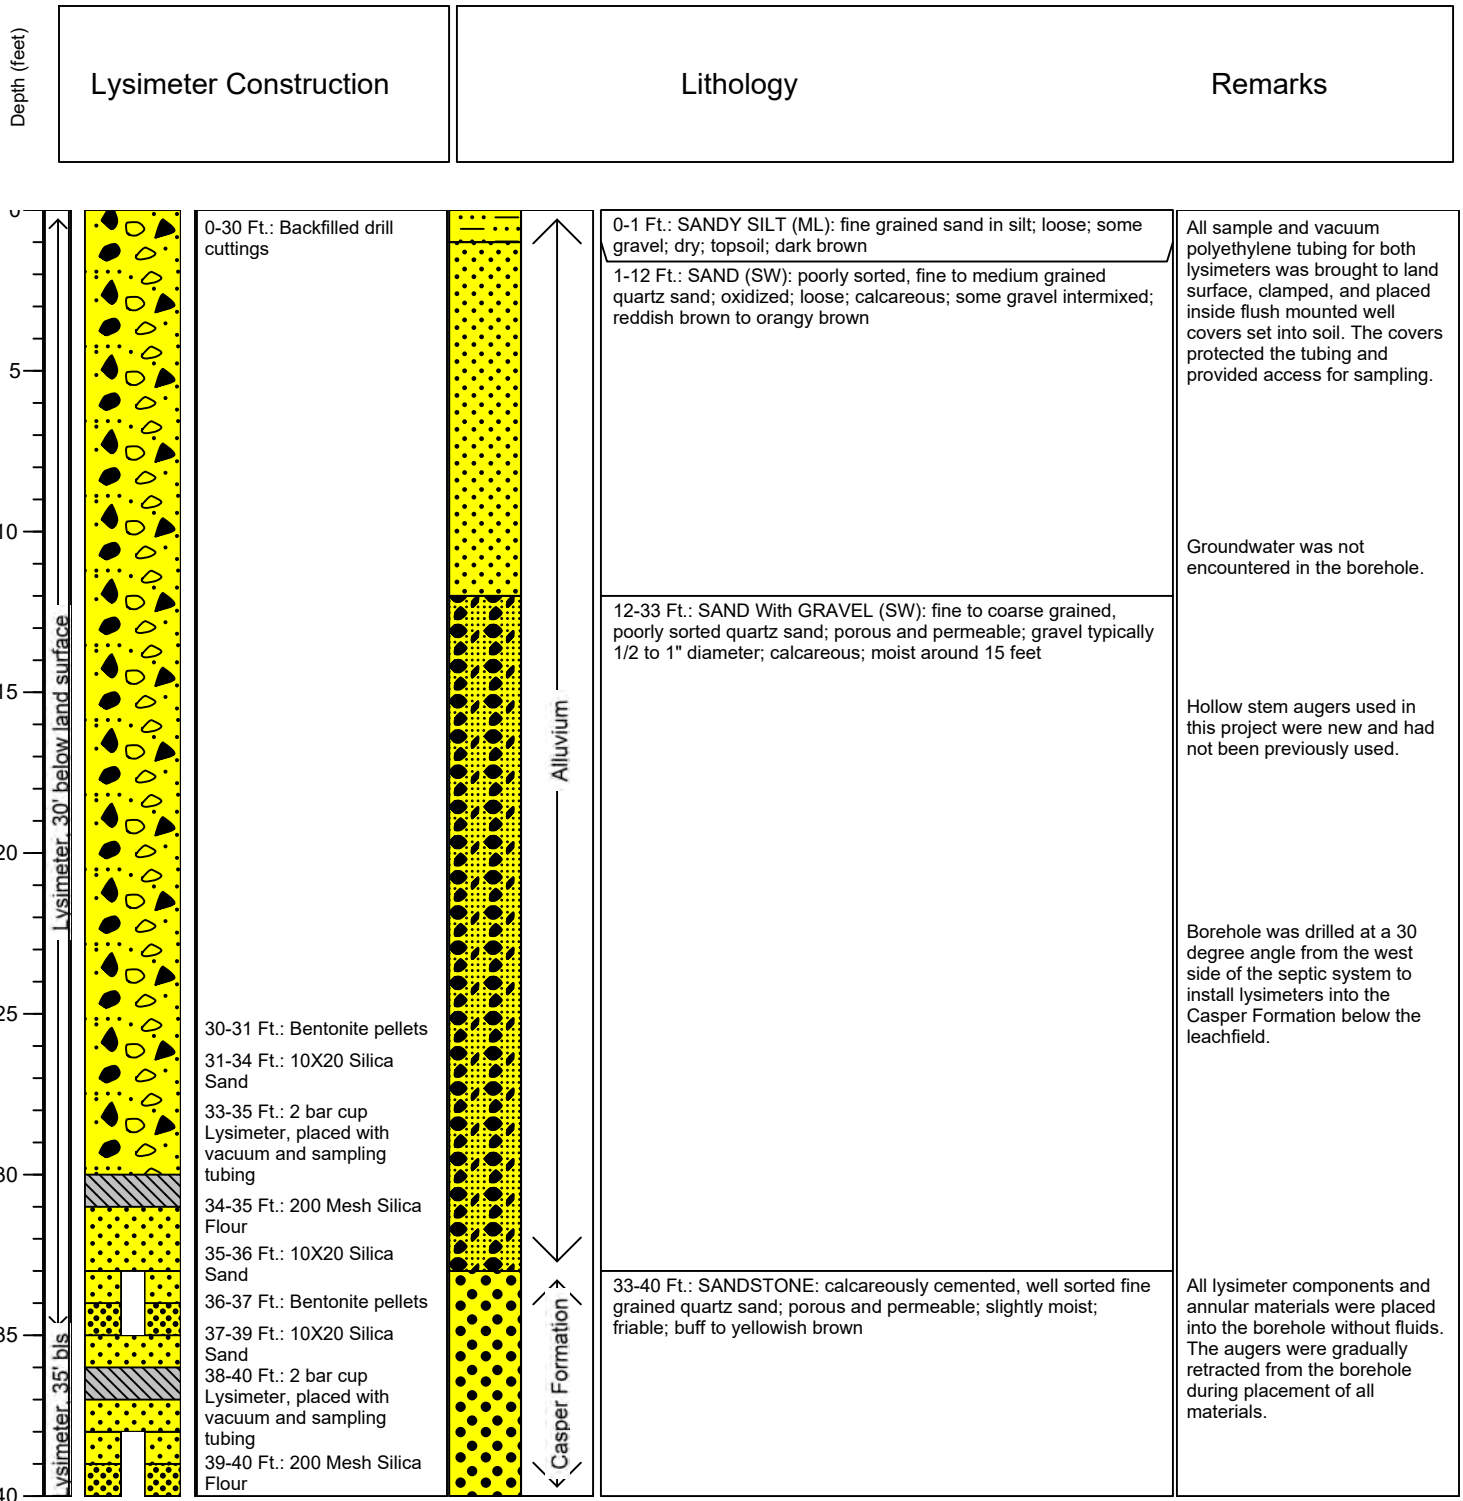 Depth (feet)
Lysimeter Construction
Lithology
Remarks
0
5
10
15
20
25
30
35
40
Lysimeter, 30' below land surface
Lysimeter, 35' bls
0-30 Ft.: Backfilled drill
cuttings
30-31 Ft.: Bentonite pellets
31-34 Ft.: 10X20 Silica
Sand
33-35 Ft.: 2 bar cup
Lysimeter, placed with
vacuum and sampling
tubing
34-35 Ft.: 200 Mesh Silica
Flour
35-36 Ft.: 10X20 Silica
Sand
36-37 Ft.: Bentonite pellets
37-39 Ft.: 10X20 Silica
Sand
38-40 Ft.: 2 bar cup
Lysimeter, placed with
vacuum and sampling
tubing
39-40 Ft.: 200 Mesh Silica
Flour
Alluvium
Casper Formation
0-1 Ft.: SANDY SILT (ML): fine grained sand in silt; loose; some
gravel; dry; topsoil; dark brown
1-12 Ft.: SAND (SW): poorly sorted, fine to medium grained
quartz sand; oxidized; loose; calcareous; some gravel intermixed;
reddish brown to orangy brown
12-33 Ft.: SAND With GRAVEL (SW): fine to coarse grained,
poorly sorted quartz sand; porous and permeable; gravel typically
1/2 to 1" diameter; calcareous; moist around 15 feet
33-40 Ft.: SANDSTONE: calcareously cemented, well sorted fine
grained quartz sand; porous and permeable; slightly moist;
friable; buff to yellowish brown
All sample and vacuum
polyethylene tubing for both
lysimeters was brought to land
surface, clamped, and placed
inside flush mounted well
covers set into soil. The covers
protected the tubing and
provided access for sampling.
Groundwater was not
encountered in the borehole.
Hollow stem augers used in
this project were new and had
not been previously used.
Borehole was drilled at a 30
degree angle from the west
side of the septic system to
install lysimeters into the
Casper Formation below the
leachfield.
All lysimeter components and
annular materials were placed
into the borehole without fluids.
The augers were gradually
retracted from the borehole
during placement of all
materials.